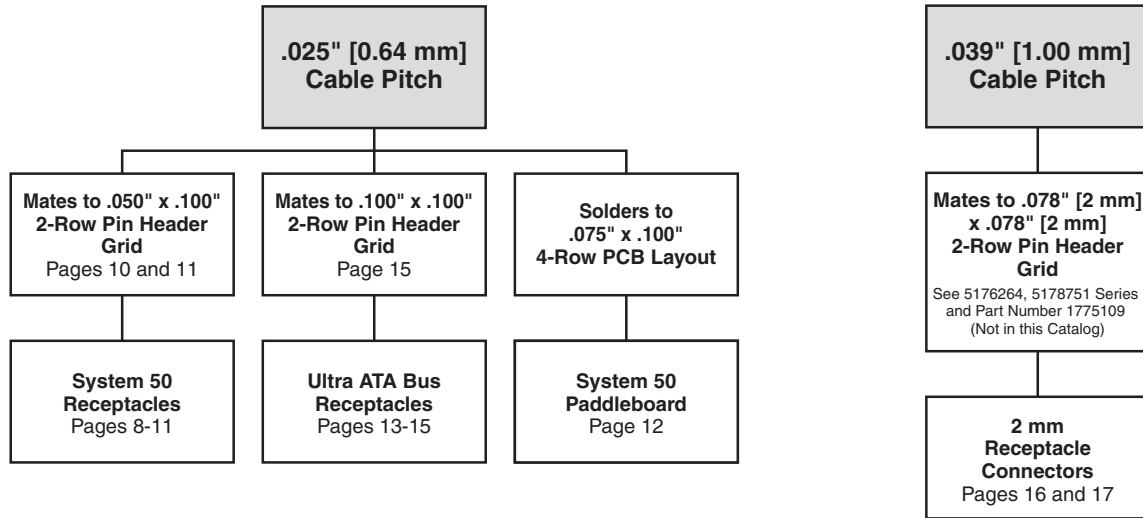 .025" [0.64 mm]
Cable Pitch
Mates to .050" x .100"
2-Row Pin Header
Grid
Pages 10 and 11
System 50
Receptacles
Pages 8-11
Mates to .100" x .100"
2-Row Pin Header
Grid
Page 15
Ultra ATA Bus
Receptacles
Pages 13-15
Solders to
.075" x .100"
4-Row PCB Layout
System 50
Paddleboard
Page 12
.039" [1.00 mm]
Cable Pitch
Mates to .078" [2 mm]
x .078" [2 mm]
2-Row Pin Header
Grid
See 5176264, 5178751 Series
and Part Number 1775109
(Not in this Catalog)
2 mm
Receptacle
Connectors
Pages 16 and 17